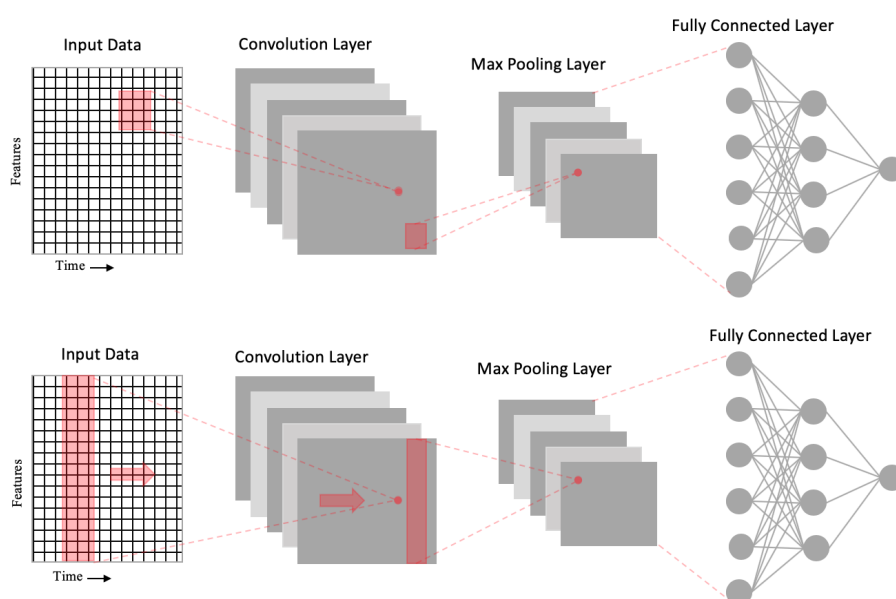 Fully Connected Layer
Input Data
Convolution Layer
Max Pooling Layer
Features
Time
Fully Connected Layer
Input Data
Convolution Layer
Max Pooling Layer
Features
Time